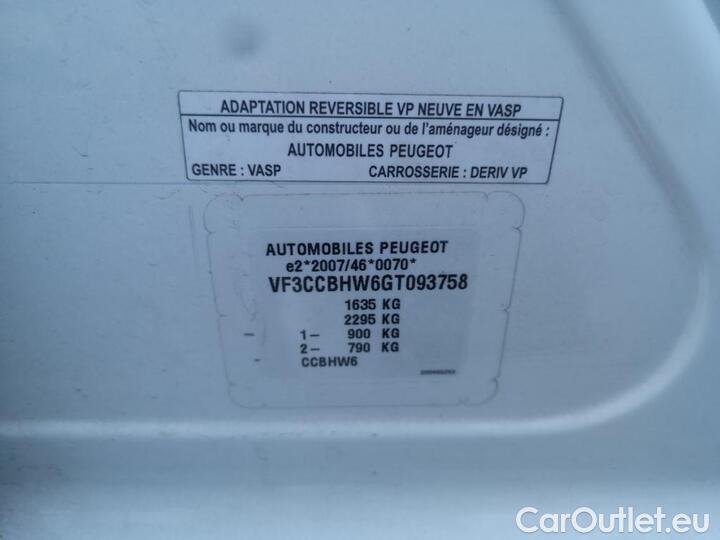 ADAPTATION REVERSIBLE VP NEUVE EN VASP
Nom ou marque du constructeur ou de l'aménageur désigné :
AUTOMOBILES PEUGEOT
GENRE : VASP CARROSSERIE : DERIV VP
AUTOMOBILES PEUGEOT
e2*2007/46*0070*
VF3CCBHW6GT093758
1635 KG
2295 KG
1– 900 KG
2– 790 KG
CCBHW6
CarOutlet.eu